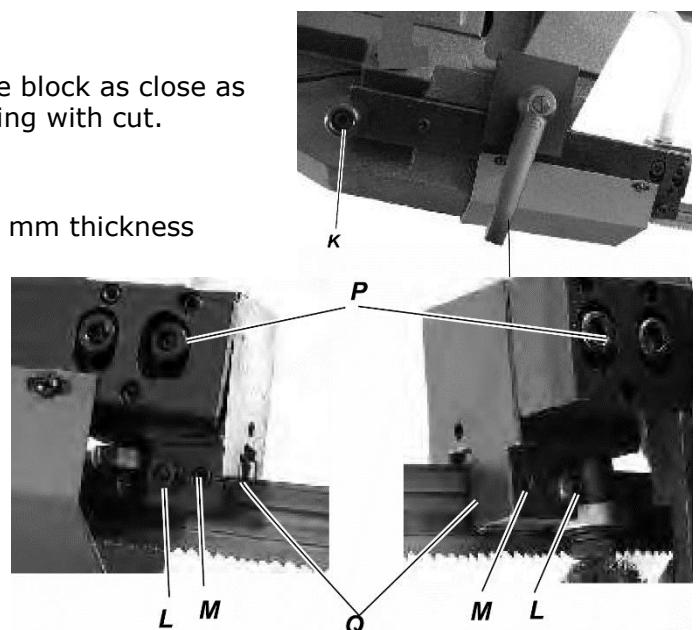 e block as close as
ing with cut.
mm thickness
K
P
L M Q M L